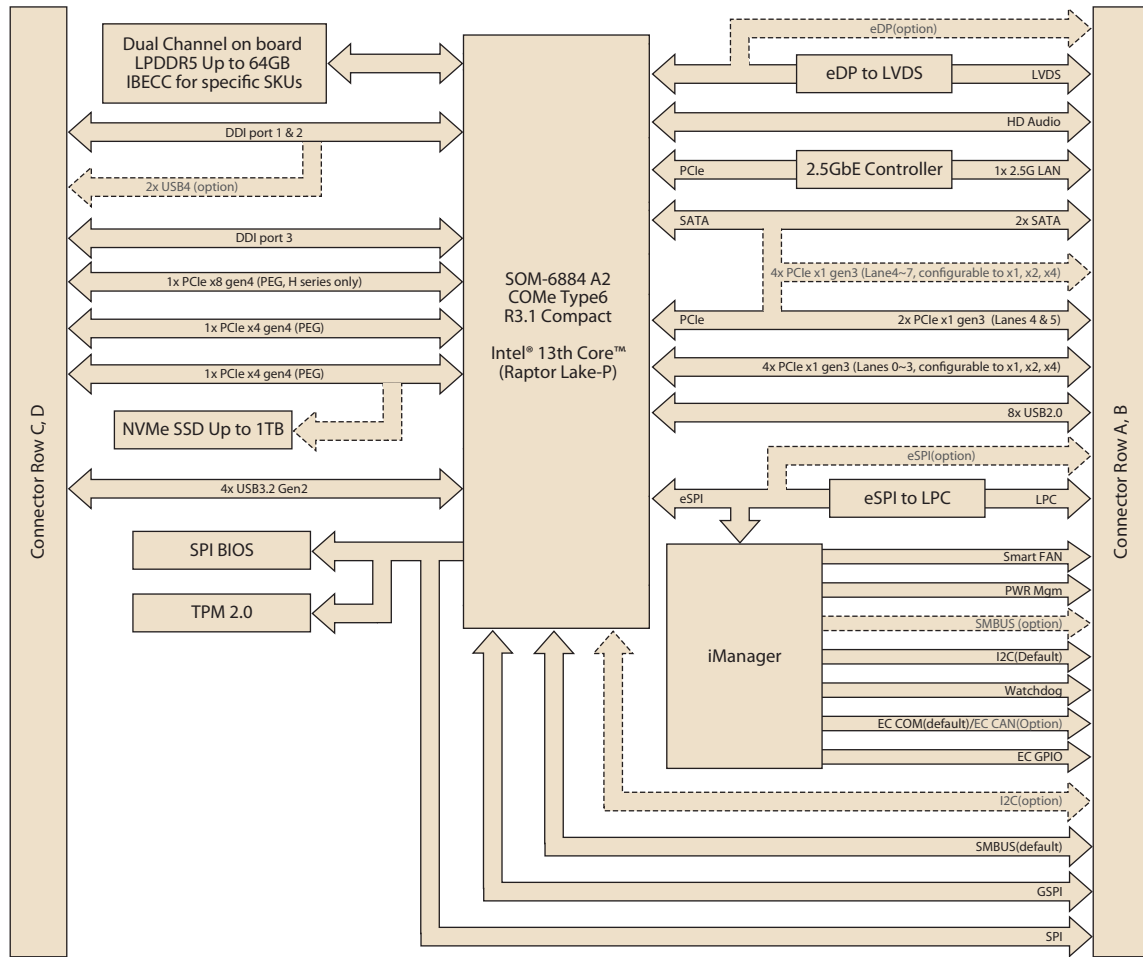 Connector Row C, D
Dual Channel on board
LPDDR5 Up to 64GB
IBECC for specific SKUs
DDI port 1 & 2
2x USB4 (option)
DDI port 3
1x PCIe x8 gen4 (PEG, H series only)
1x PCIe x4 gen4 (PEG)
1x PCIe x4 gen4 (PEG)
NVMe SSD Up to 1TB
4x USB3.2 Gen2
SPI BIOS
TPM 2.0
SOM-6884 A2
COMe Type6
R3.1 Compact
Intel® 13th Core™
(Raptor Lake-P)
eDP(option)
eDP to LVDS
LVDS
HD Audio
PCIe
2.5GbE Controller
1x 2.5G LAN
SATA
2x SATA
4x PCIe x1 gen3 (Lane4~7, configurable to x1, x2, x4)
PCIe
2x PCIe x1 gen3 (Lanes 4 & 5)
4x PCIe x1 gen3 (Lanes 0~3, configurable to x1, x2, x4)
8x USB2.0
eSPI(option)
eSPI
eSPI to LPC
LPC
iManager
Smart FAN
PWR Mgm
SMBUS (option)
I2C(Default)
Watchdog
EC COM(default)/EC CAN(Option)
EC GPIO
I2C(option)
SMBUS(default)
GSPI
SPI
Connector Row A, B